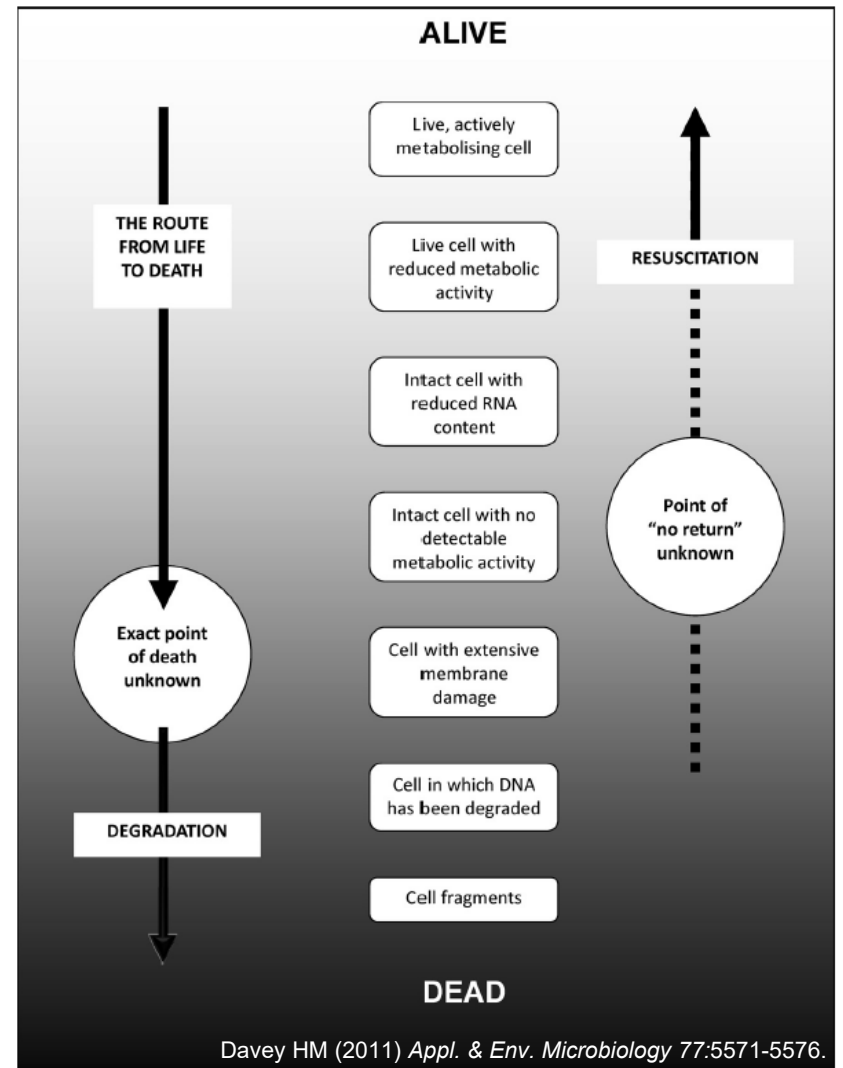 ALIVE
Live, actively
metabolising cell
THE ROUTE
FROM LIFE
TO DEATH
Live cell with
reduced metabolic
activity
RESUSCITATION
Intact cell with
reduced RNA
content
Intact cell with no
detectable
metabolic activity
Point of
“no return”
unknown
Exact point
of death
unknown
Cell with extensive
membrane
damage
Cell in which DNA
has been degraded
DEGRADATION
Cell fragments
DEAD
Davey HM (2011) Appl. & Env. Microbiology 77:5571-5576.